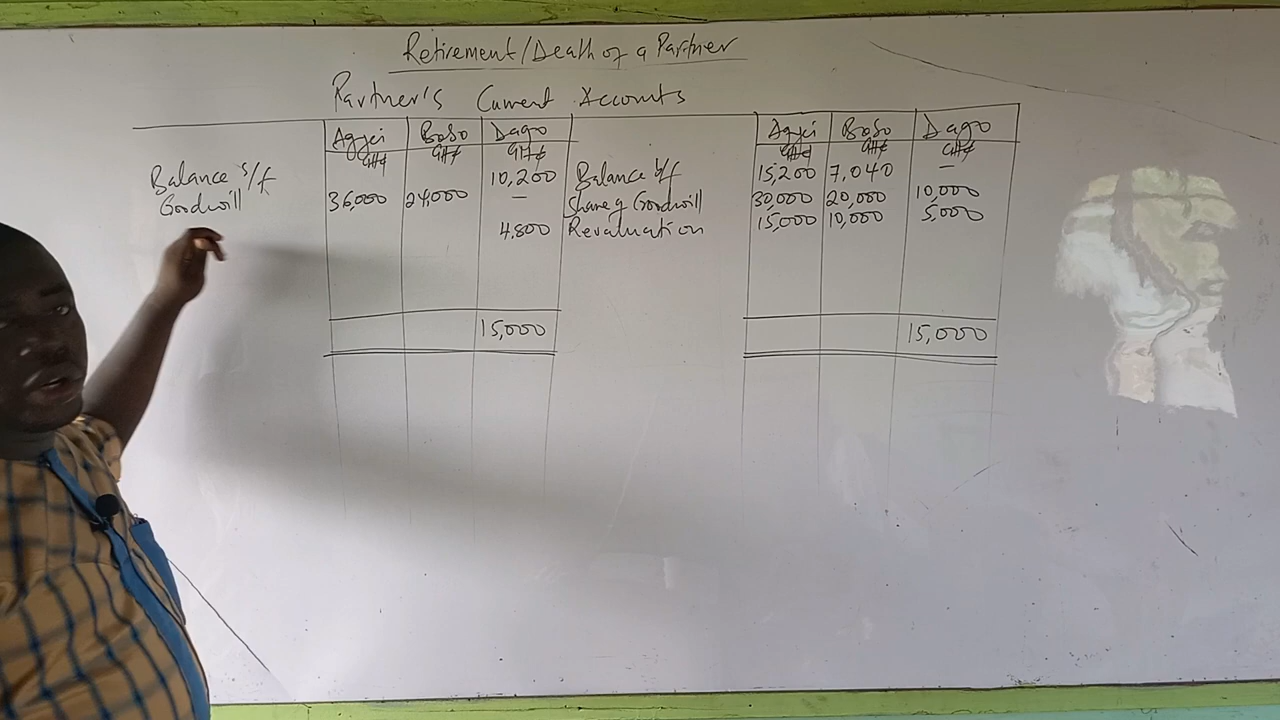 Retirement/Death of a Partner
Partner's Current Accounts
Agyei Boso Dago Agyei Boso Dago
GH¢ GH¢ GH¢ GH¢ GH¢ GH¢
Balance b/f 10,200 Balance b/f 15,200 7,040 —
Goodwill 36,000 24,000 — Share of Goodwill 30,000 20,000 10,000
4,800 Revaluation 15,000 10,000 5,000
15,000 15,000